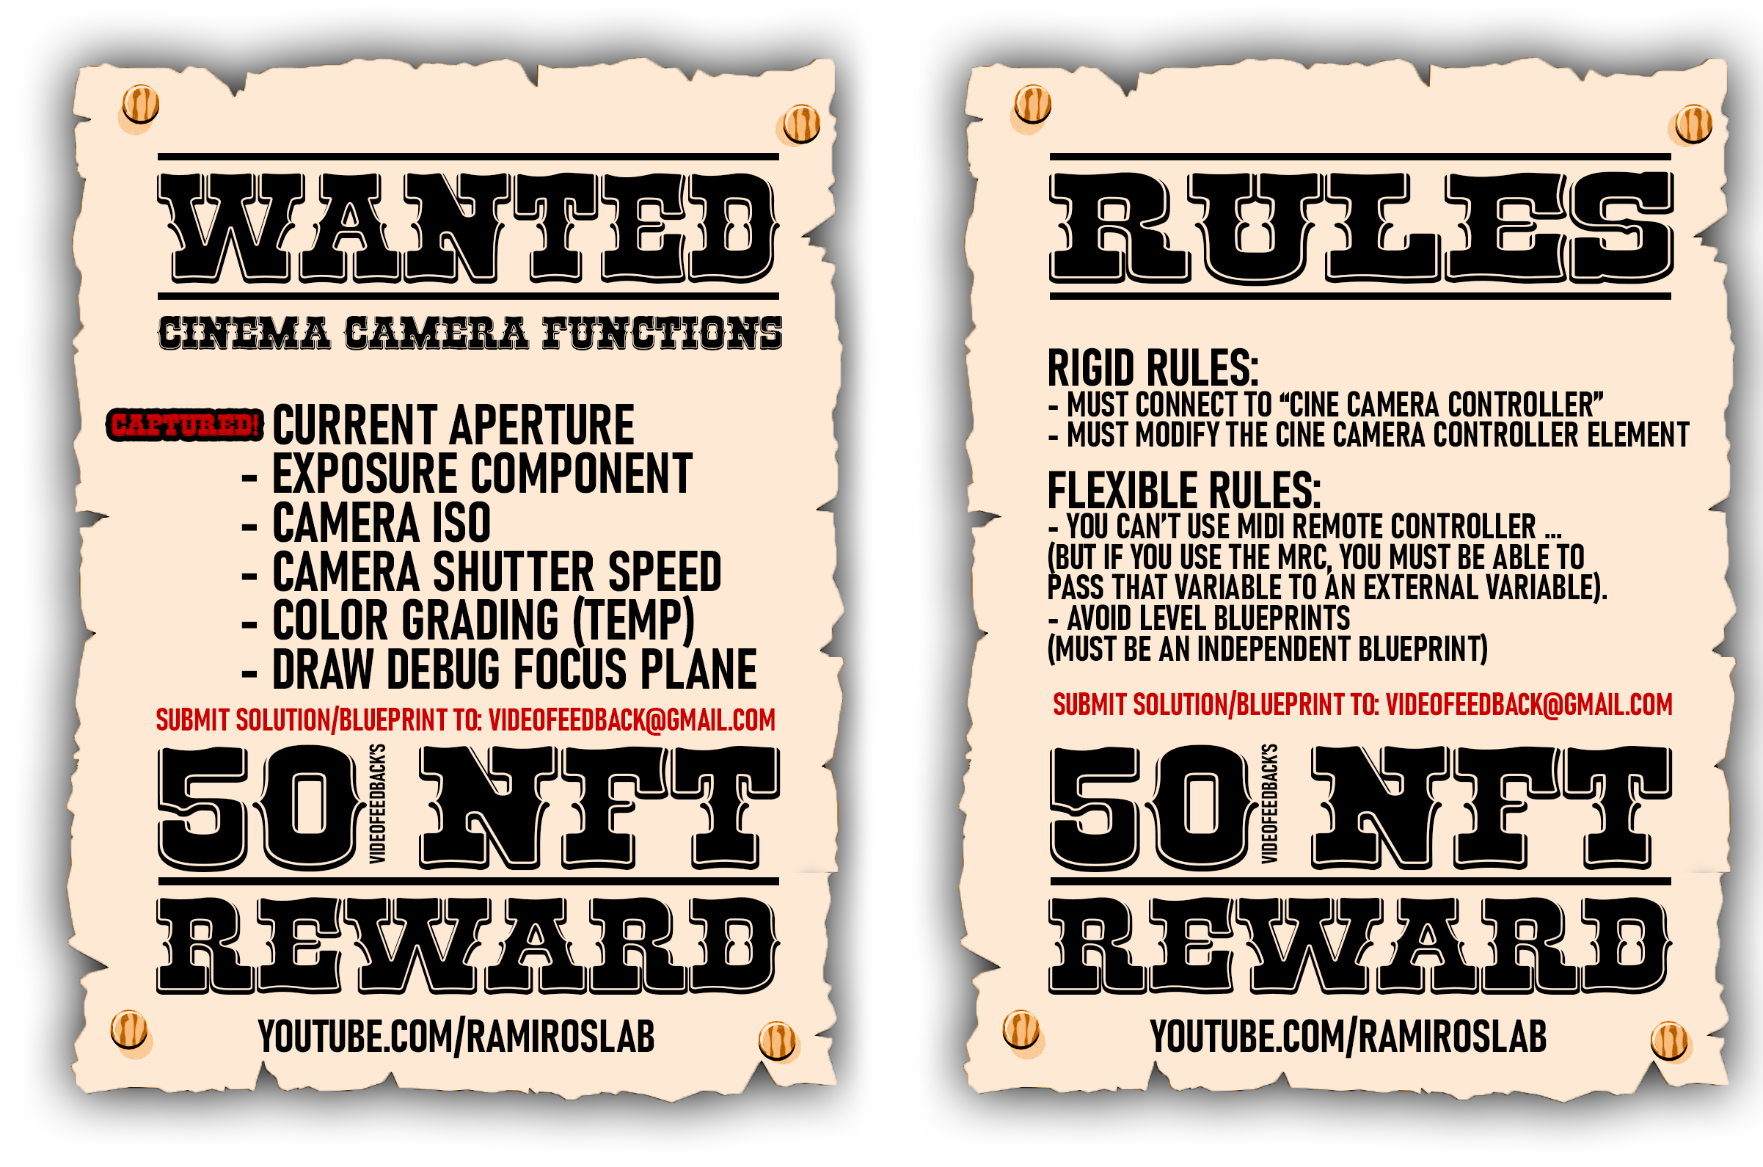 WANTED
CINEMA CAMERA FUNCTIONS
CAPTURED! CURRENT APERTURE
- EXPOSURE COMPONENT
- CAMERA ISO
- CAMERA SHUTTER SPEED
- COLOR GRADING (TEMP)
- DRAW DEBUG FOCUS PLANE
SUBMIT SOLUTION/BLUEPRINT TO: VIDEOFEEDBACK@GMAIL.COM
50 VIDEOFEEDBACK'S NFT
REWARD
YOUTUBE.COM/RAMIROSLAB
RULES
RIGID RULES:
- MUST CONNECT TO “CINE CAMERA CONTROLLER”
- MUST MODIFY THE CINE CAMERA CONTROLLER ELEMENT
FLEXIBLE RULES:
- YOU CAN'T USE MIDI REMOTE CONTROLLER ...
(BUT IF YOU USE THE MRC, YOU MUST BE ABLE TO
PASS THAT VARIABLE TO AN EXTERNAL VARIABLE).
- AVOID LEVEL BLUEPRINTS
(MUST BE AN INDEPENDENT BLUEPRINT)
SUBMIT SOLUTION/BLUEPRINT TO: VIDEOFEEDBACK@GMAIL.COM
50 VIDEOFEEDBACK'S NFT
REWARD
YOUTUBE.COM/RAMIROSLAB